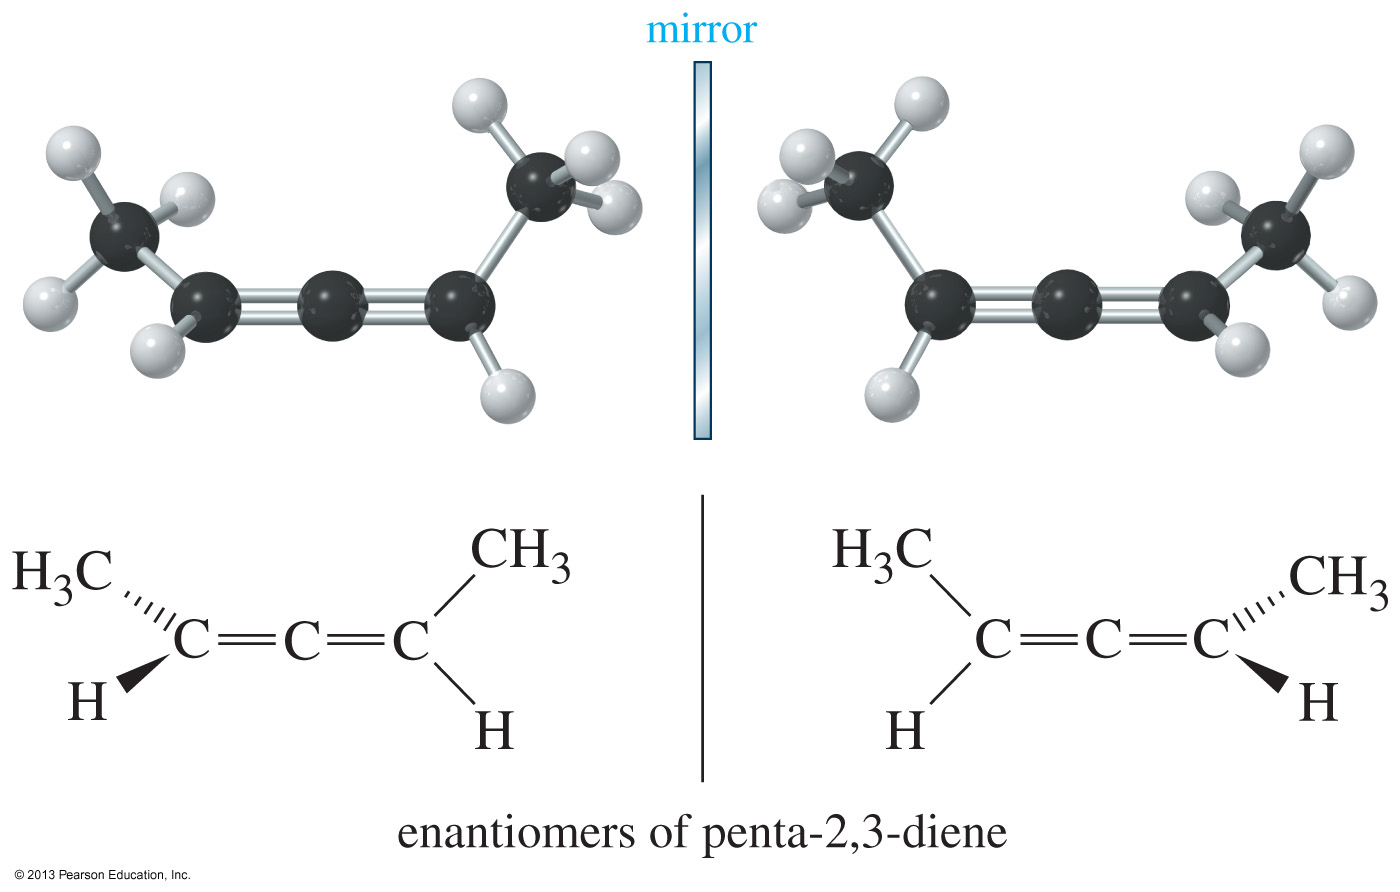 mirror
H₃C CH₃ H₃C CH₃
C=C=C C=C=C
H H H H
enantiomers of penta-2,3-diene
© 2013 Pearson Education, Inc.